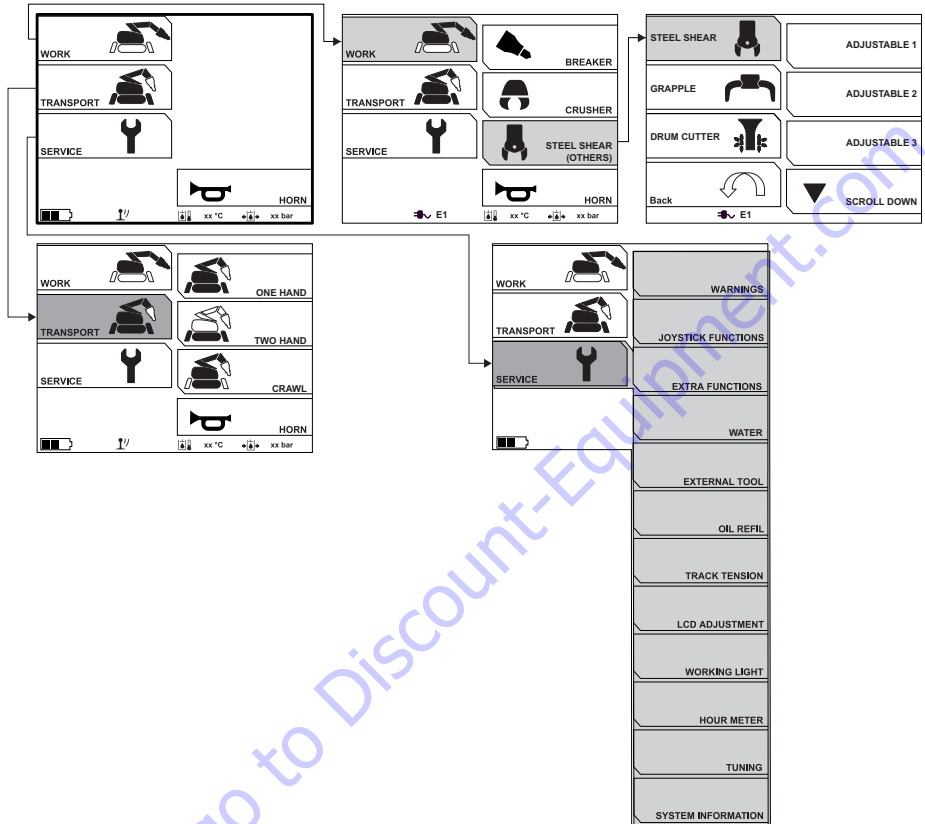 WORK
TRANSPORT
SERVICE
HORN
xx °C
xx bar
WORK
TRANSPORT
SERVICE
BREAKER
CRUSHER
STEEL SHEAR
(OTHERS)
HORN
E1
xx °C
xx bar
STEEL SHEAR
GRAPPLE
DRUM CUTTER
Back
ADJUSTABLE 1
ADJUSTABLE 2
ADJUSTABLE 3
SCROLL DOWN
E1
WORK
TRANSPORT
SERVICE
ONE HAND
TWO HAND
CRAWL
HORN
xx °C
xx bar
WORK
TRANSPORT
SERVICE
WARNINGS
JOYSTICK FUNCTIONS
EXTRA FUNCTIONS
WATER
EXTERNAL TOOL
OIL REFIL
TRACK TENSION
LCD ADJUSTMENT
WORKING LIGHT
HOUR METER
TUNING
SYSTEM INFORMATION
go to Discount-Equipment.com